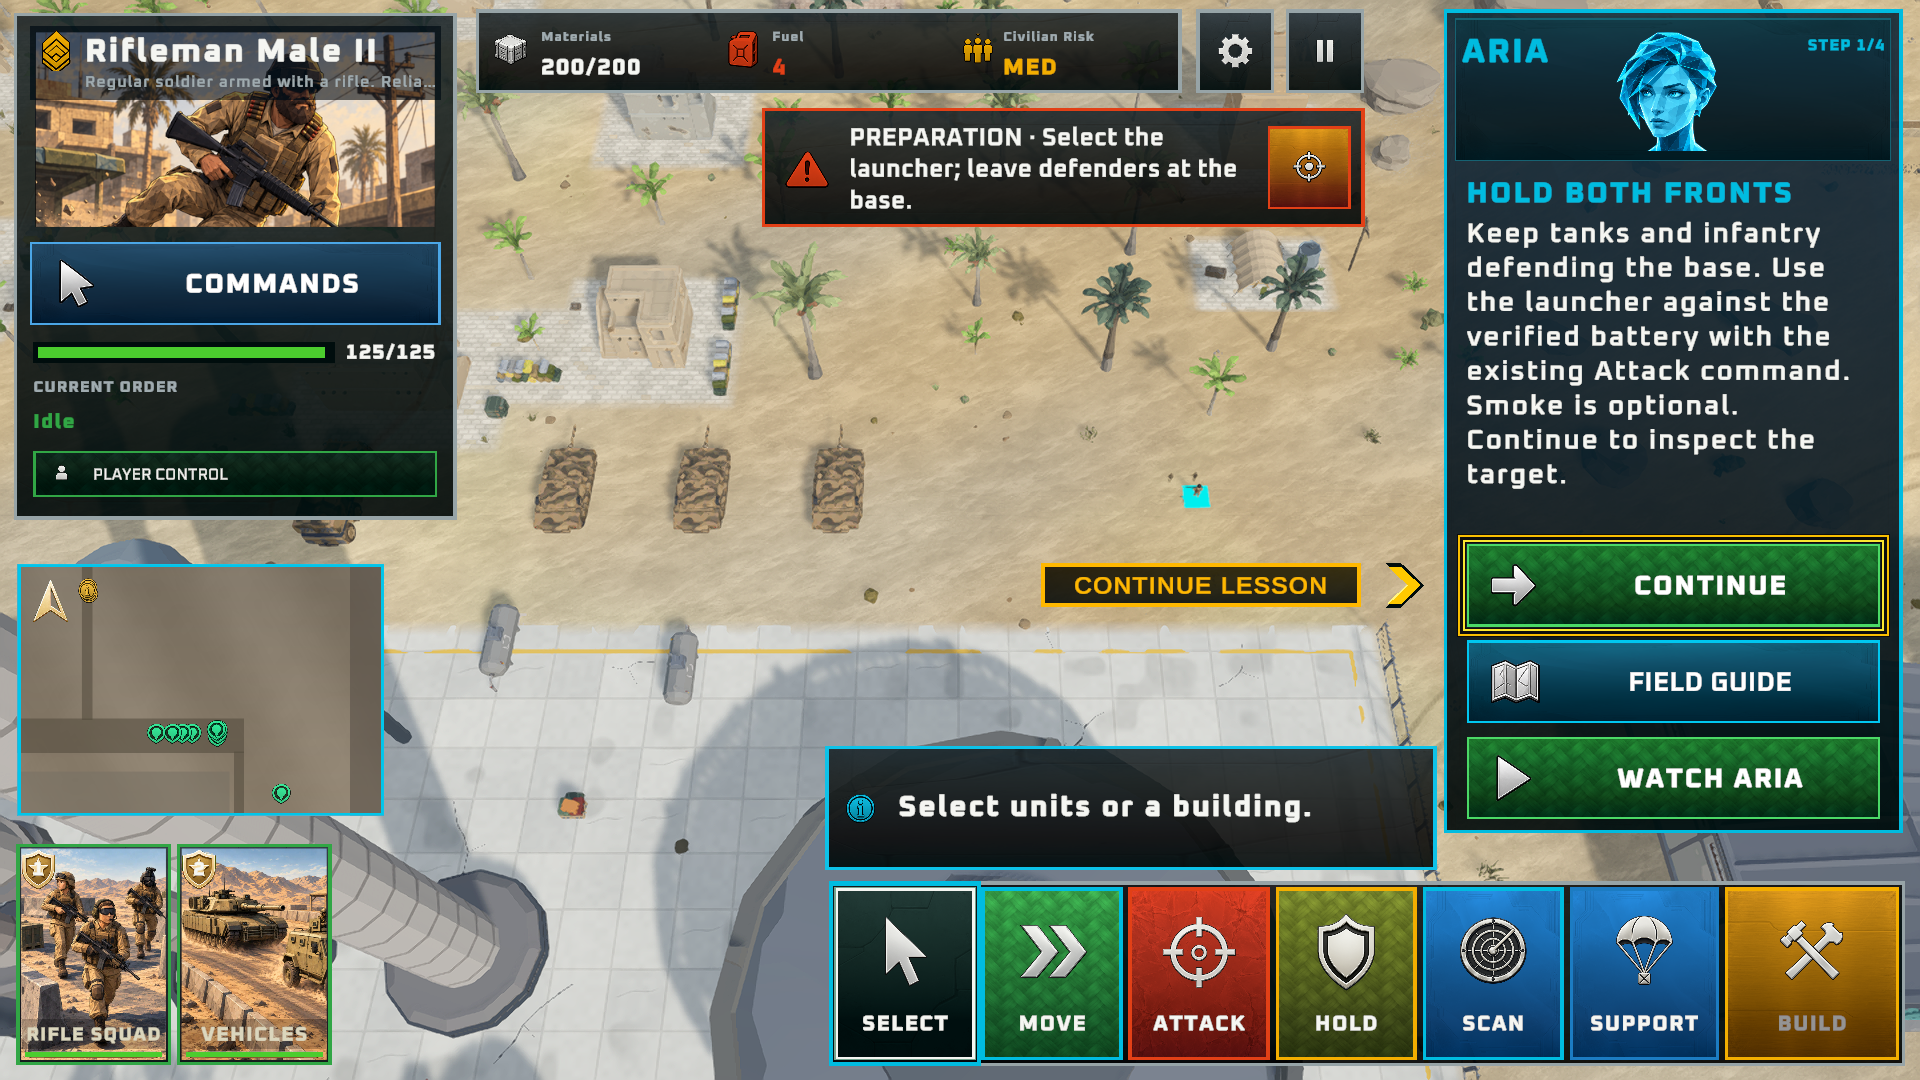 Rifleman Male II
Regular soldier armed with a rifle. Relia...
COMMANDS
125/125
CURRENT ORDER
Idle
PLAYER CONTROL
Materials
200/200
Fuel
4
Civilian Risk
MED
PREPARATION · Select the
launcher; leave defenders at the
base.
ARIA
STEP 1/4
HOLD BOTH FRONTS
Keep tanks and infantry
defending the base. Use
the launcher against the
verified battery with the
existing Attack command.
Smoke is optional.
Continue to inspect the
target.
CONTINUE LESSON
CONTINUE
FIELD GUIDE
WATCH ARIA
Select units or a building.
RIFLE SQUAD
VEHICLES
SELECT
MOVE
ATTACK
HOLD
SCAN
SUPPORT
BUILD